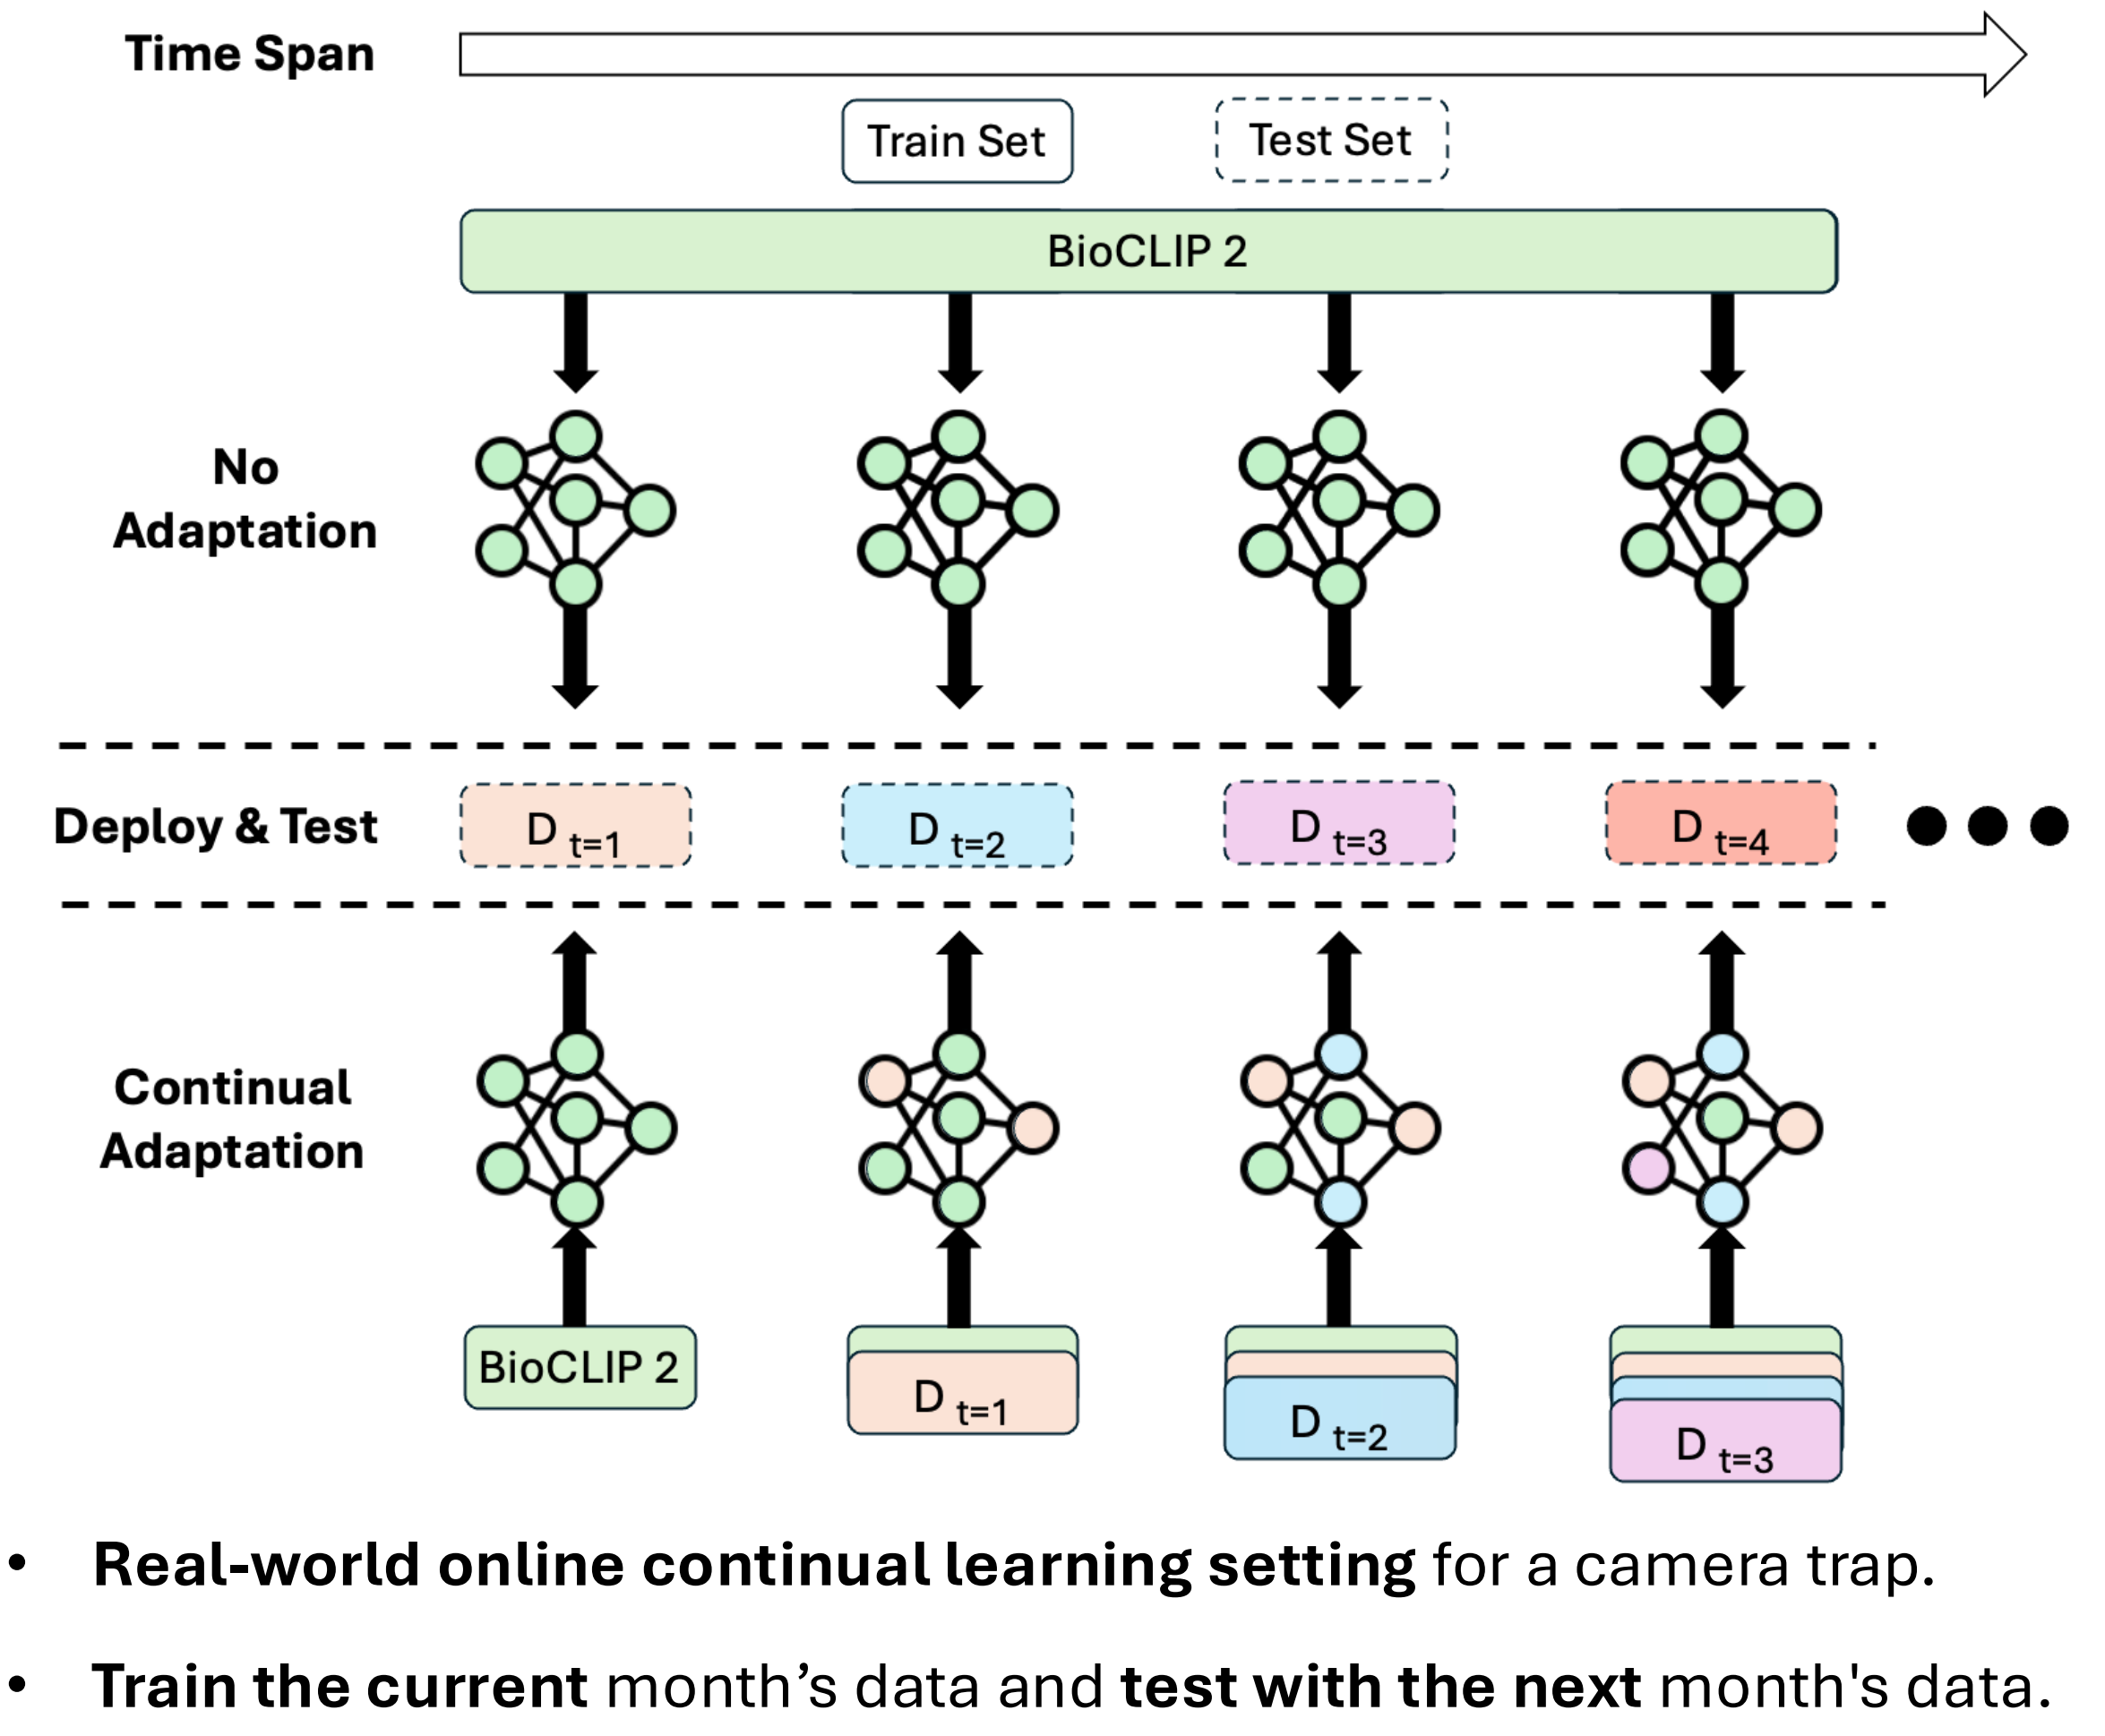 Time Span
Train Set
Test Set
BioCLIP 2
No
Adaptation
Deploy & Test
D t=1
D t=2
D t=3
D t=4
Continual
Adaptation
BioCLIP 2
D t=1
D t=2
D t=3
• Real-world online continual learning setting for a camera trap.
• Train the current month’s data and test with the next month's data.